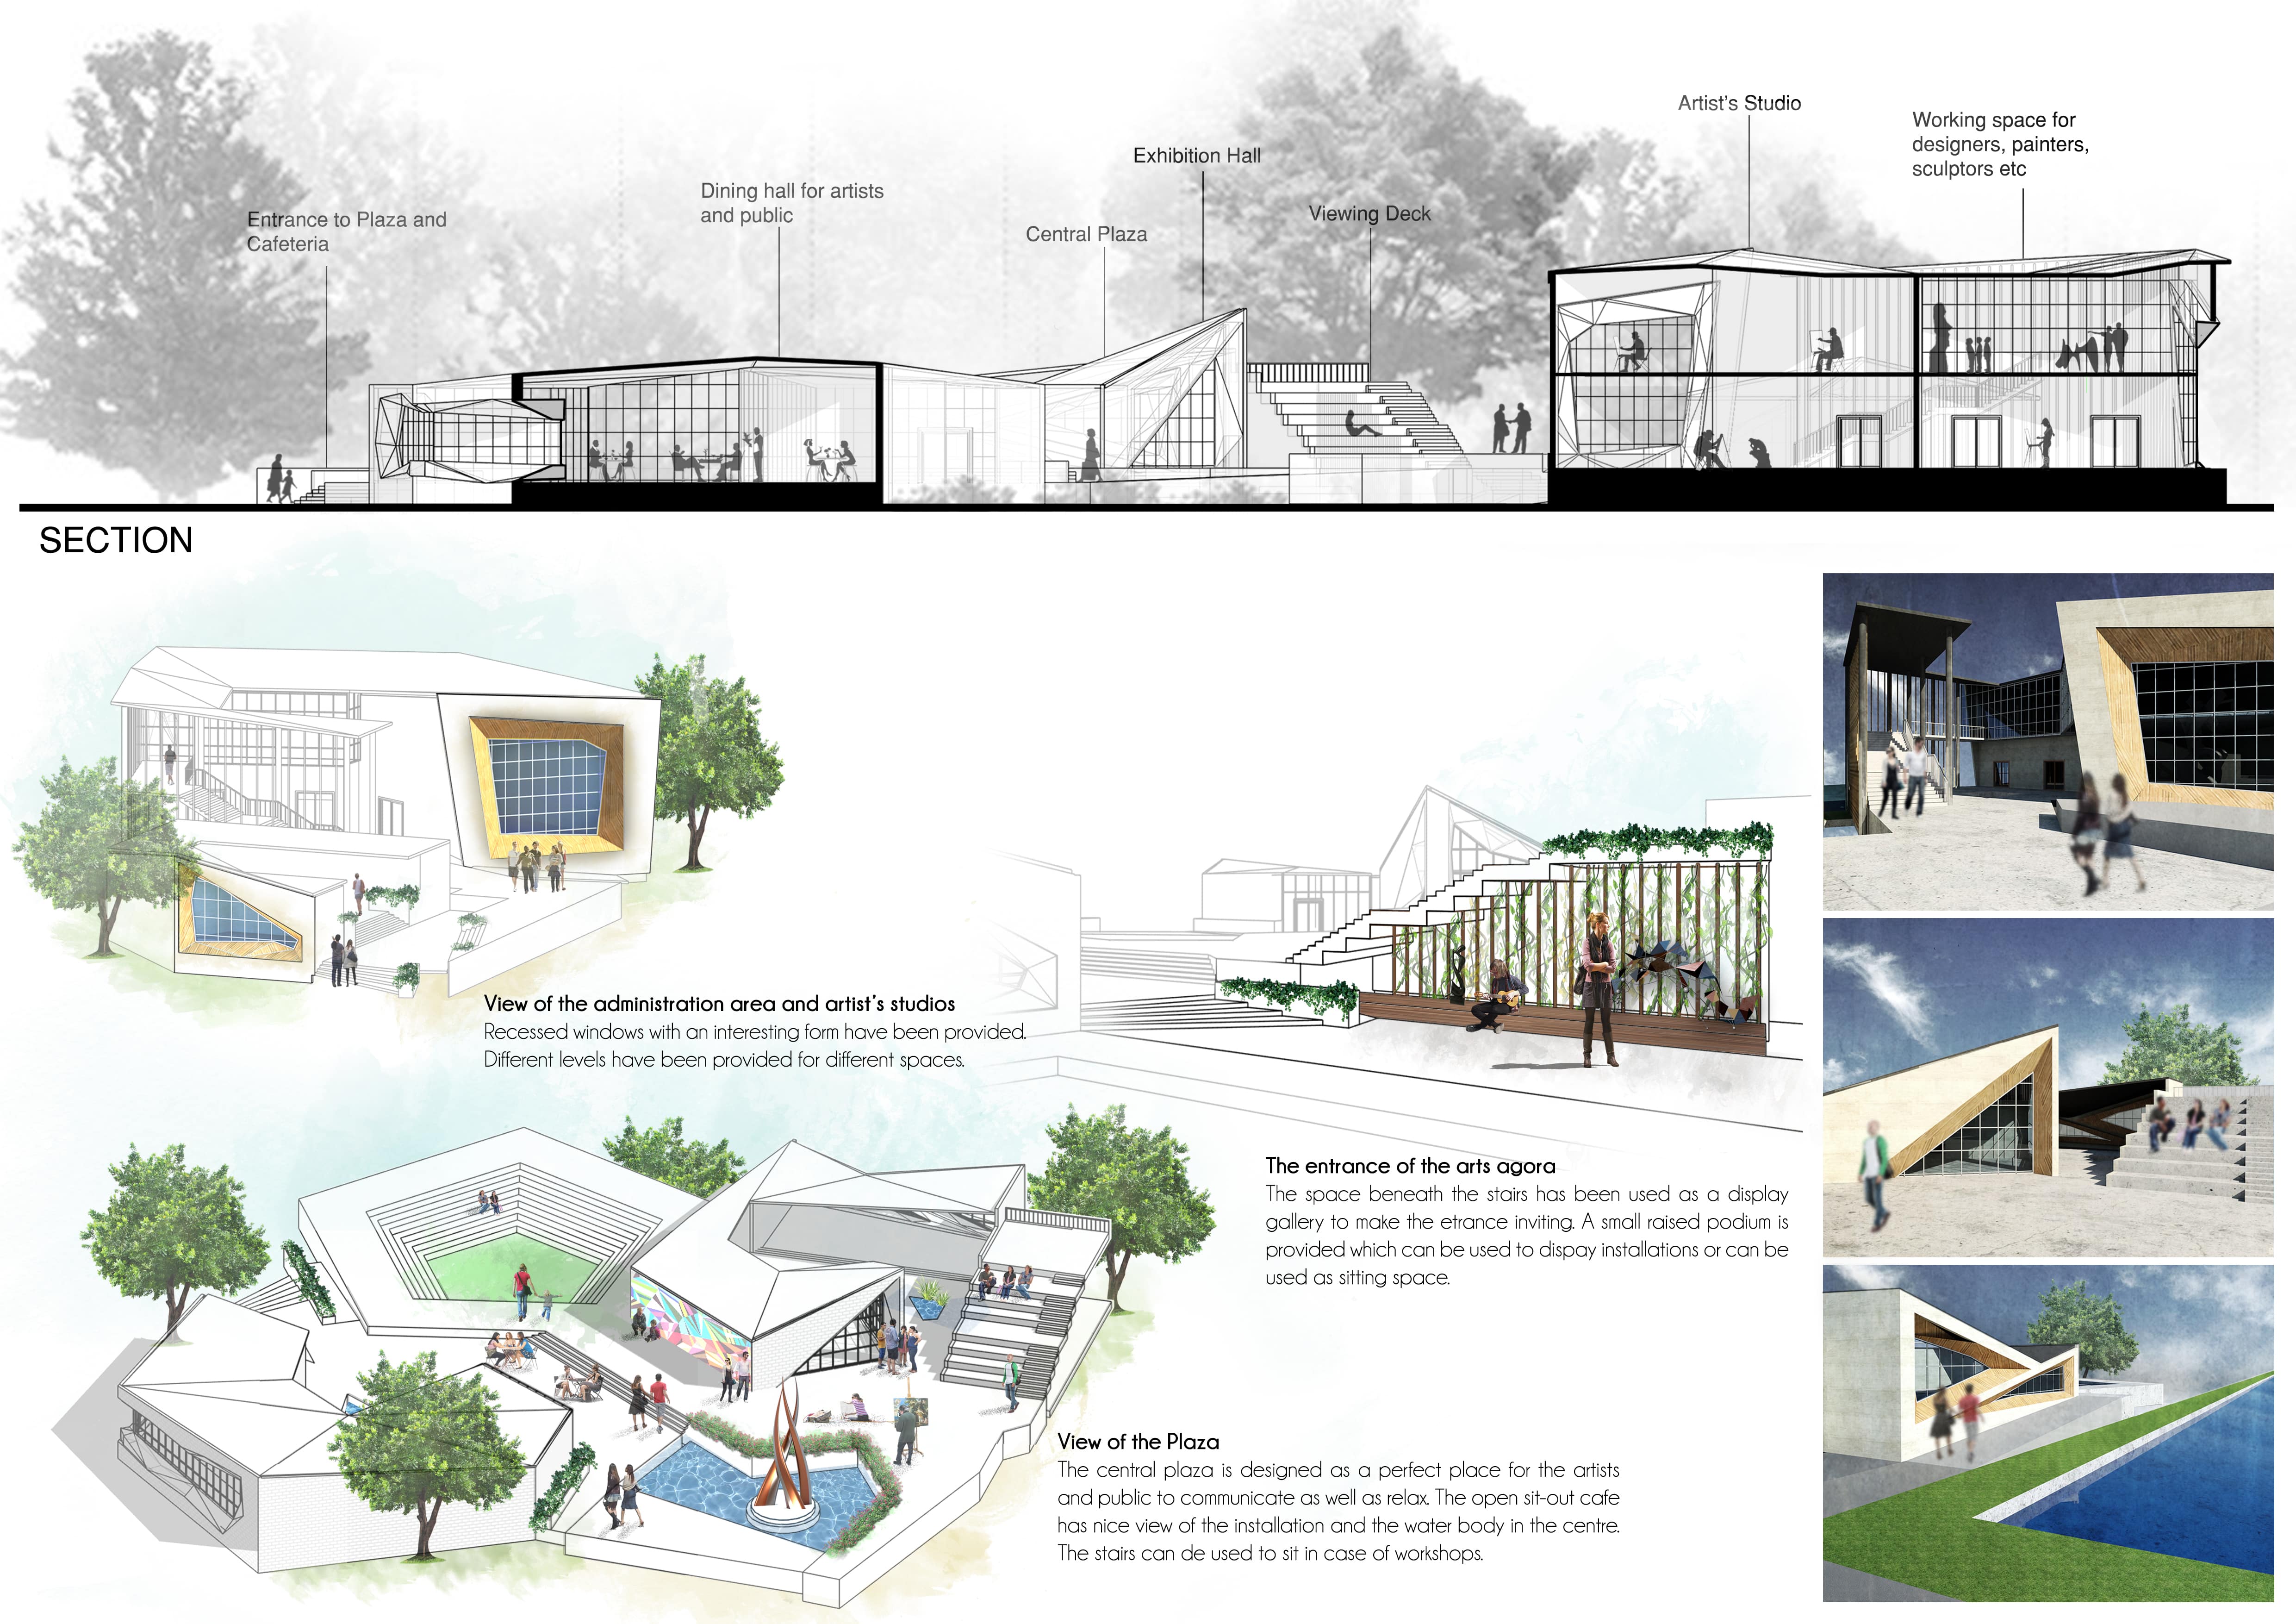 Artist's Studio
Working space for
designers, painters,
sculptors etc
Exhibition Hall
Dining hall for artists
and public
Viewing Deck
Entrance to Plaza and
Cafeteria
Central Plaza
SECTION
View of the administration area and artist's studios
Recessed windows with an interesting form have been provided.
Different levels have been provided for different spaces.
The entrance of the arts agora
The space beneath the stairs has been used as a display
gallery to make the etrance inviting. A small raised podium is
provided which can be used to dispay installations or can be
used as sitting space.
View of the Plaza
The central plaza is designed as a perfect place for the artists
and public to communicate as well as relax. The open sit-out cafe
has nice view of the installation and the water body in the centre.
The stairs can de used to sit in case of workshops.